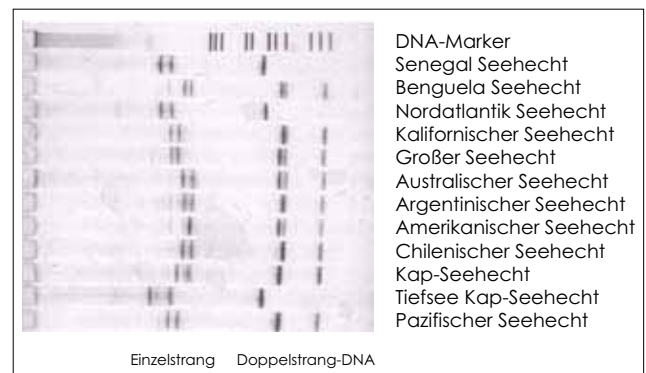 DNA-Marker
Senegal Seehecht
Benguela Seehecht
Nordatlantik Seehecht
Kalifornischer Seehecht
Großer Seehecht
Australischer Seehecht
Argentinischer Seehecht
Amerikanischer Seehecht
Chilenischer Seehecht
Kap-Seehecht
Tiefsee Kap-Seehecht
Pazifischer Seehecht
Einzelstrang Doppelstrang-DNA